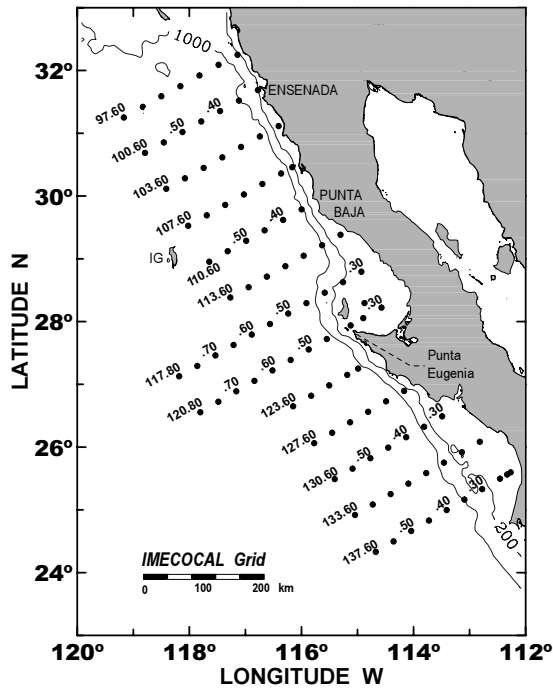 1000
32º
ENSENADA
97.60
.50
.40
100.60
103.60
30º
PUNTA
BAJA
107.60
.40
.50
IG
110.60
.30
113.60
.30
28º
.50
.60
.70
117.80
Punta
Eugenia
.50
.60
.70
120.80
123.60
.30
127.60
.40
26º
.50
130.60
.30
133.60
.40
.50
200
137.60
24º
IMECOCAL Grid
0 100 200
km
120º 118º 116º 114º 112º
LONGITUDE W
LATITUDE N